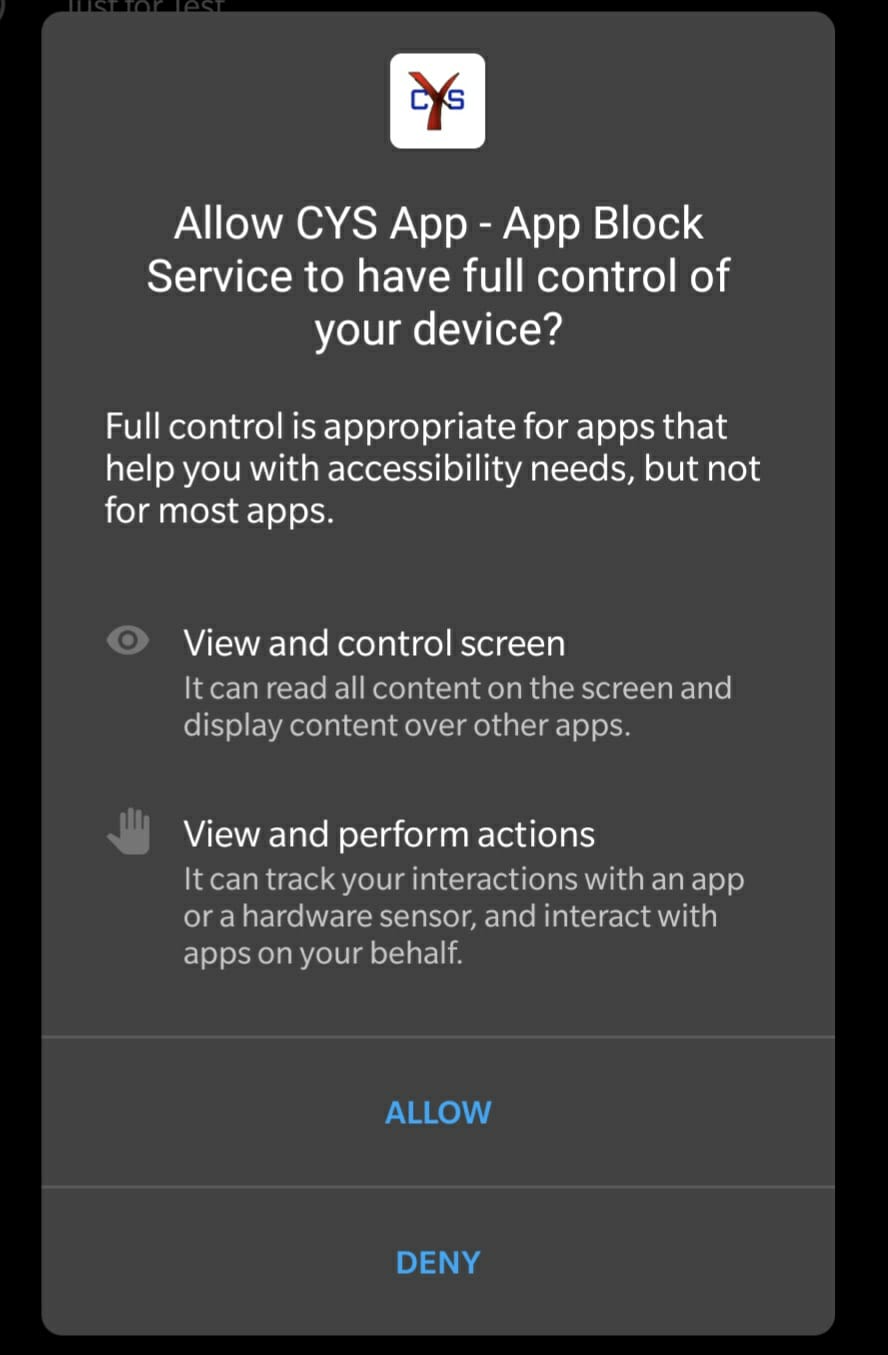 Just for Test
CYS
Allow CYS App - App Block
Service to have full control of
your device?
Full control is appropriate for apps that
help you with accessibility needs, but not
for most apps.
View and control screen
It can read all content on the screen and
display content over other apps.
View and perform actions
It can track your interactions with an app
or a hardware sensor, and interact with
apps on your behalf.
ALLOW
DENY